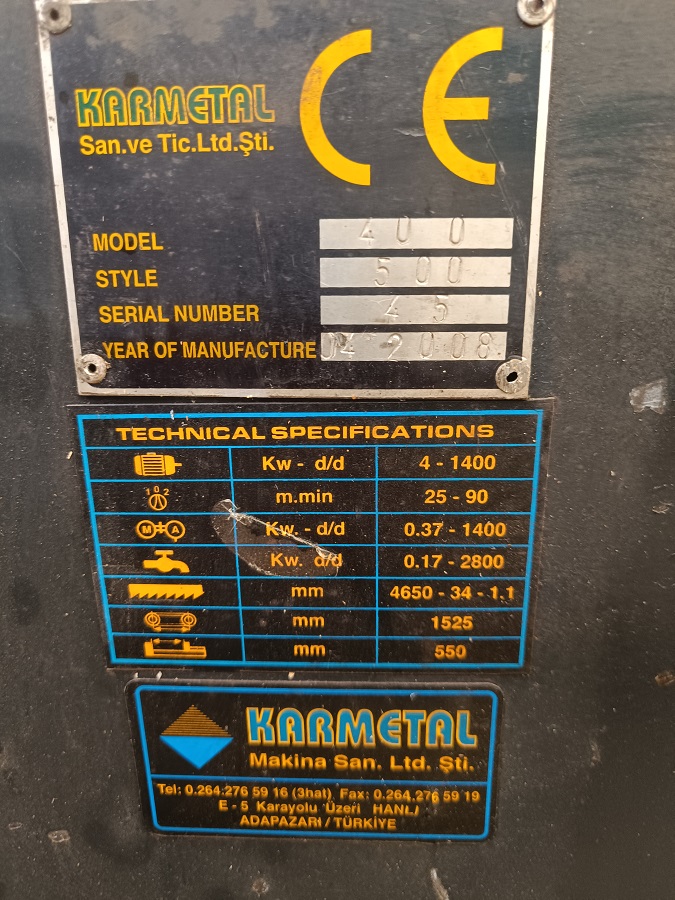 CE
KARMETAL
San.ve Tic.Ltd.Şti.
MODEL 400
STYLE 500
SERIAL NUMBER 45
YEAR OF MANUFACTURE 04 2008
TECHNICAL SPECIFICATIONS
Kw - d/d 4 - 1400
1 0 2 m.min 25 - 90
M A Kw. - d/d 0.37 - 1400
Kw. d/d 0.17 - 2800
mm 4650 - 34 - 1.1
mm 1525
mm 550
KARMETAL
Makina San. Ltd. Şti.
Tel: 0.264.276 59 16 (3hat) Fax: 0.264.276 59 19
E - 5 Karayolu Üzeri HANLI
ADAPAZARI / TÜRKİYE